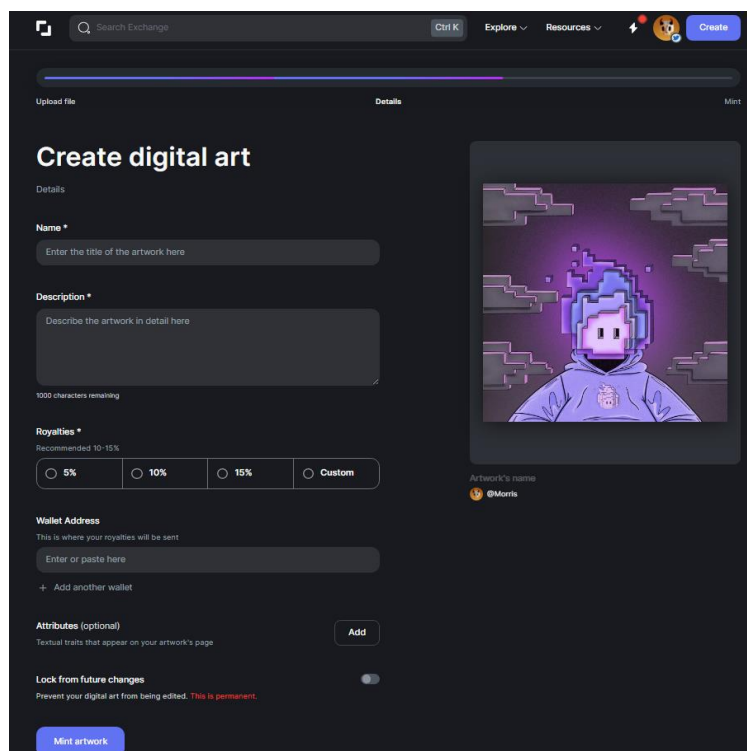 Search Exchange
Ctrl K
Explore
Resources
Create
Upload file
Details
Mint
Create digital art
Details
Name *
Enter the title of the artwork here
Description *
Describe the artwork in detail here
1000 characters remaining
Royalties *
Recommended 10-15%
5%
10%
15%
Custom
Artwork's name
@Morris
Wallet Address
This is where your royalties will be sent
Enter or paste here
+ Add another wallet
Attributes (optional)
Textual traits that appear on your artwork's page
Add
Lock from future changes
Prevent your digital art from being edited. This is permanent.
Mint artwork